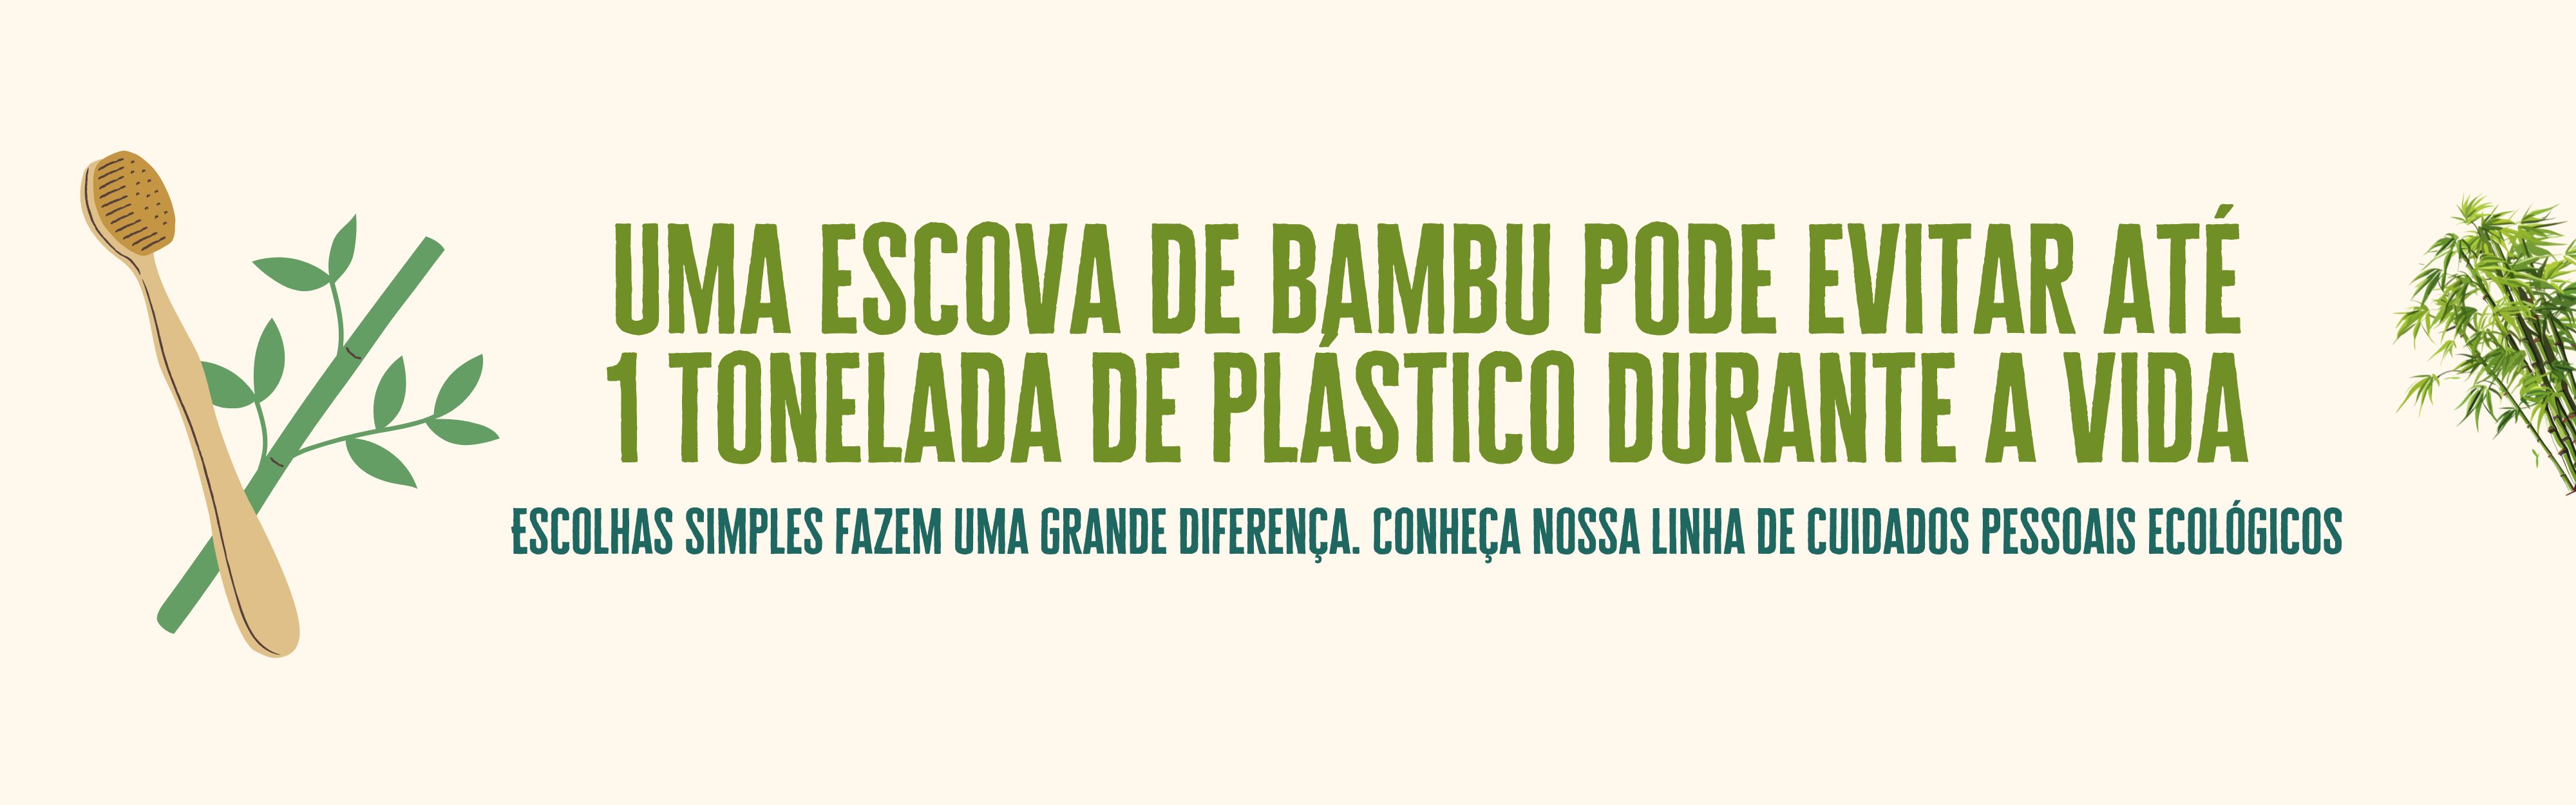 UMA ESCOVA DE BAMBU PODE EVITAR ATÉ
1 TONELADA DE PLÁSTICO DURANTE A VIDA
ESCOLHAS SIMPLES FAZEM UMA GRANDE DIFERENÇA. CONHEÇA NOSSA LINHA DE CUIDADOS PESSOAIS ECOLÓGICOS